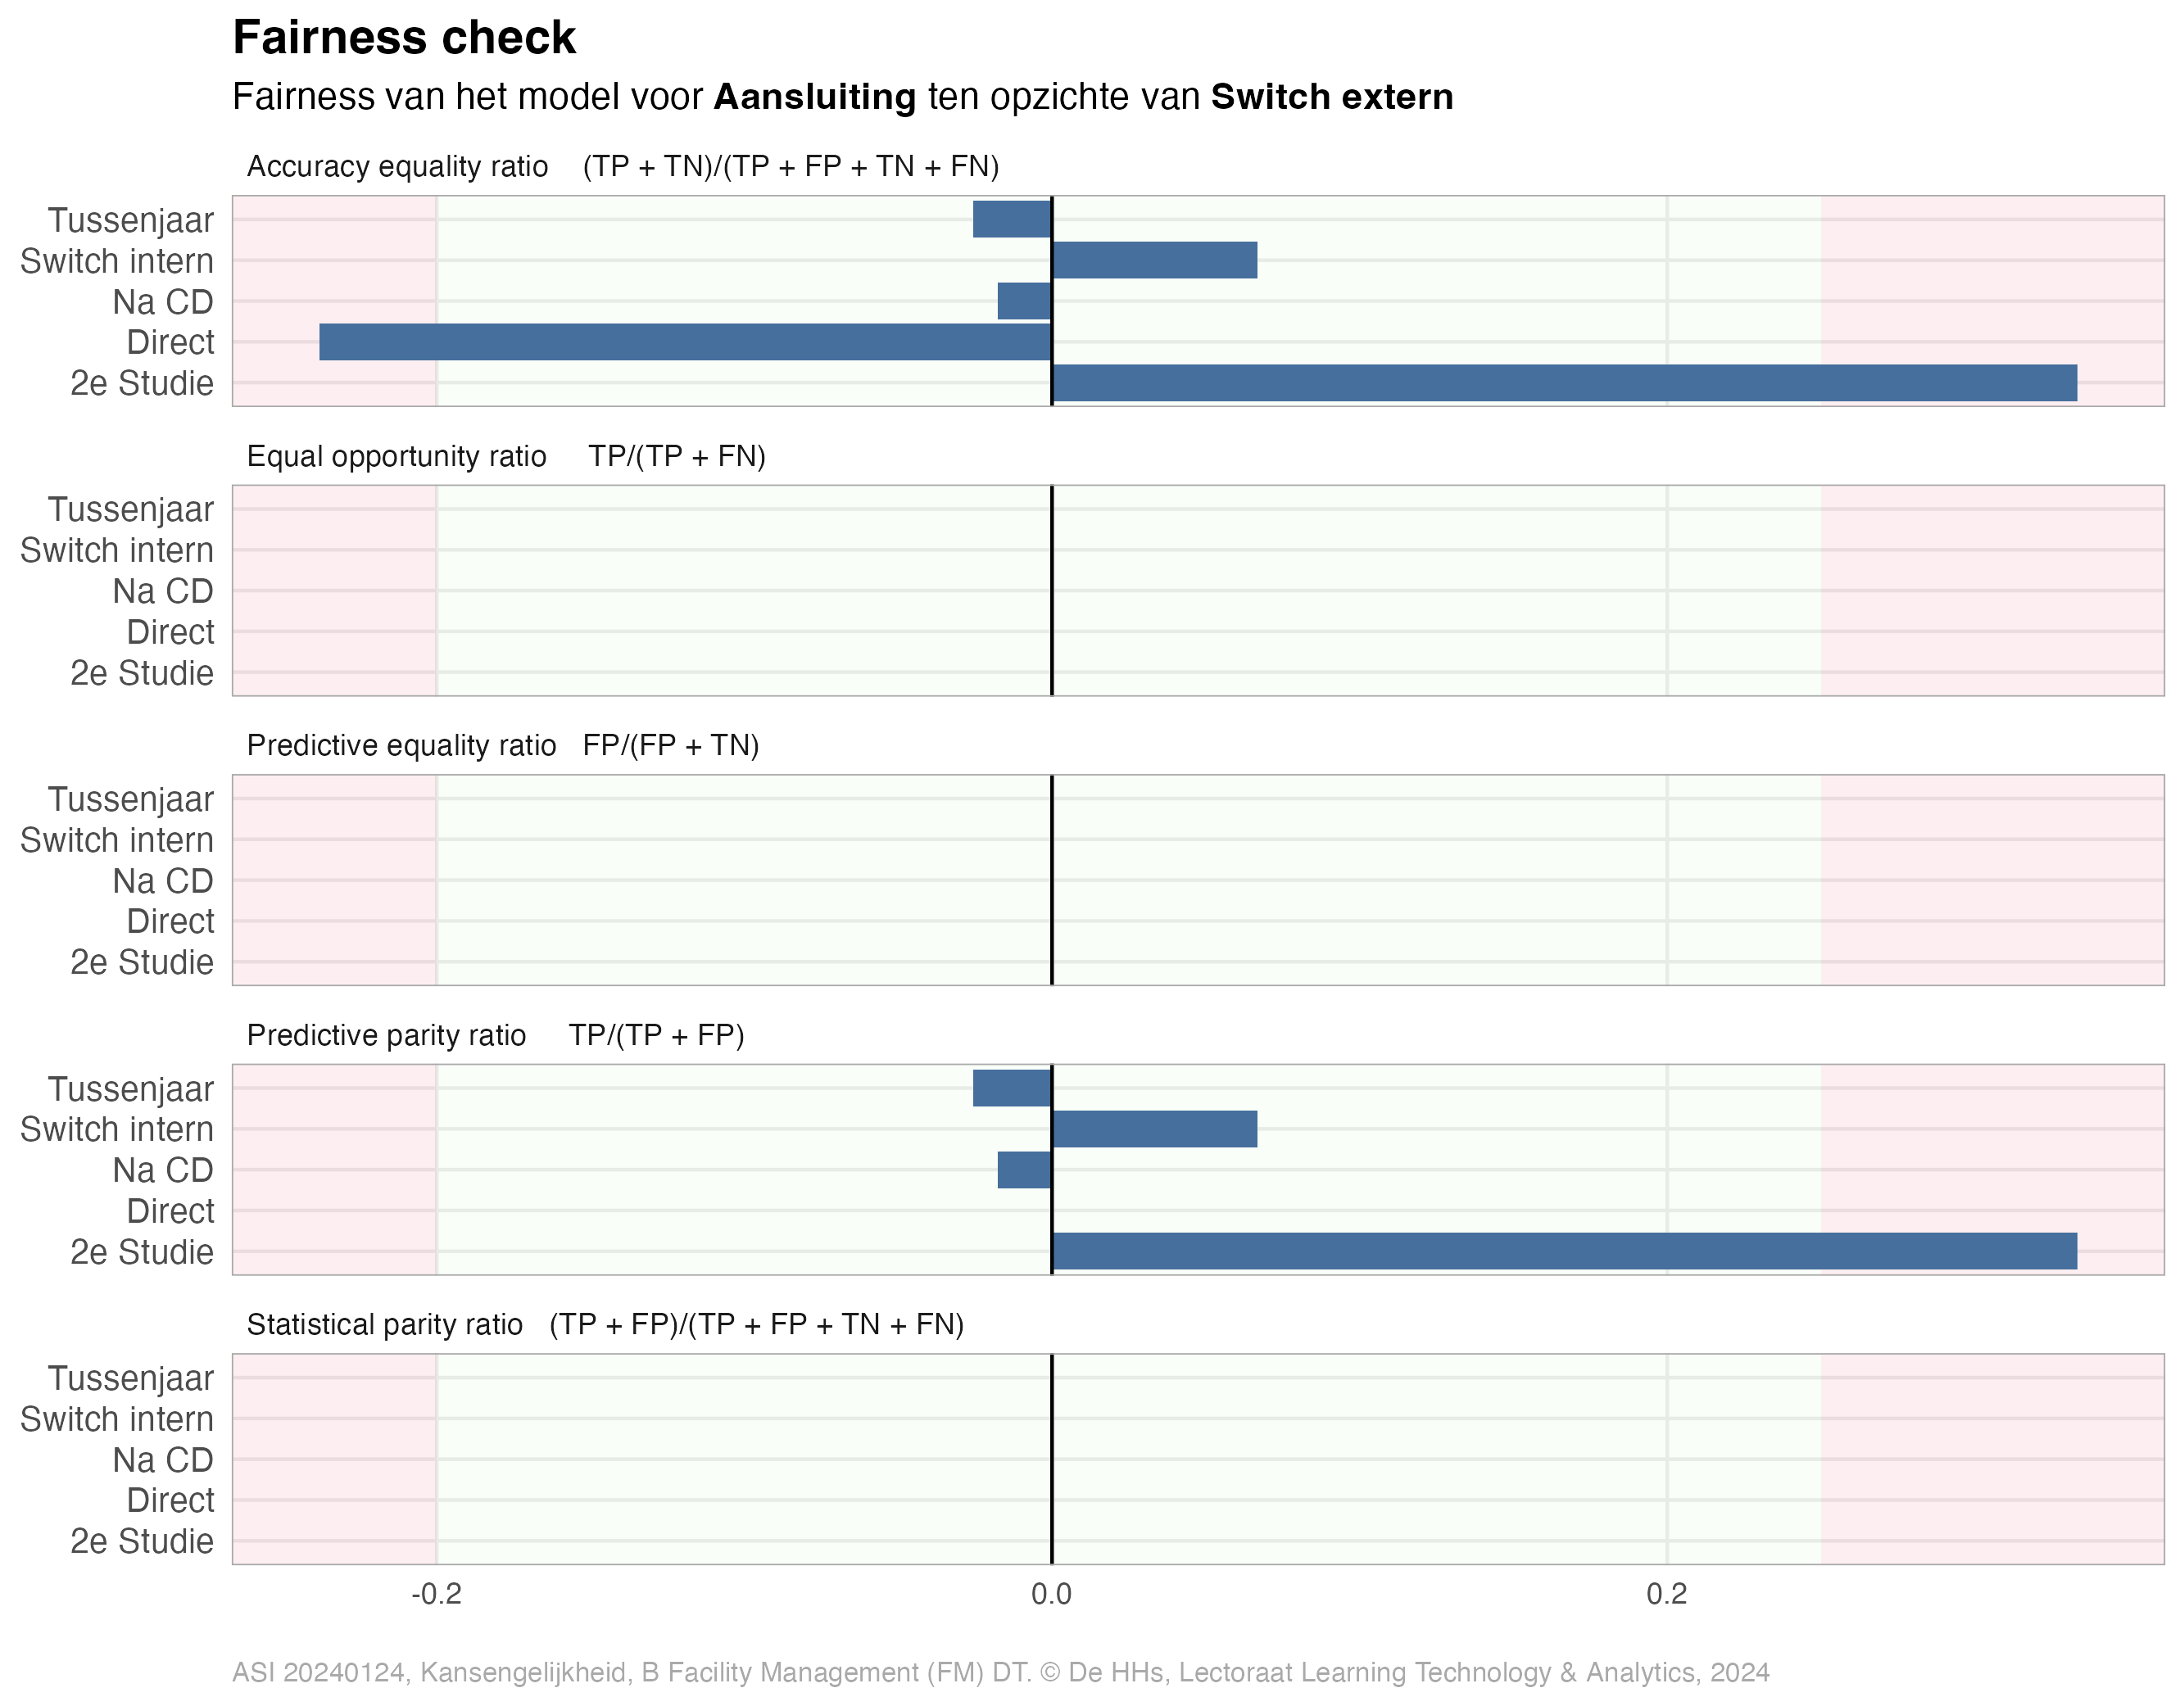 Fairness check
Fairness van het model voor Aansluiting ten opzichte van Switch extern
Accuracy equality ratio (TP + TN)/(TP + FP + TN + FN)
Tussenjaar
Switch intern
Na CD
Direct
2e Studie
Equal opportunity ratio TP/(TP + FN)
Tussenjaar
Switch intern
Na CD
Direct
2e Studie
Predictive equality ratio FP/(FP + TN)
Tussenjaar
Switch intern
Na CD
Direct
2e Studie
Predictive parity ratio TP/(TP + FP)
Tussenjaar
Switch intern
Na CD
Direct
2e Studie
Statistical parity ratio (TP + FP)/(TP + FP + TN + FN)
Tussenjaar
Switch intern
Na CD
Direct
2e Studie
-0.2 0.0 0.2
ASI 20240124, Kansengelijkheid, B Facility Management (FM) DT. © De HHs, Lectoraat Learning Technology & Analytics, 2024